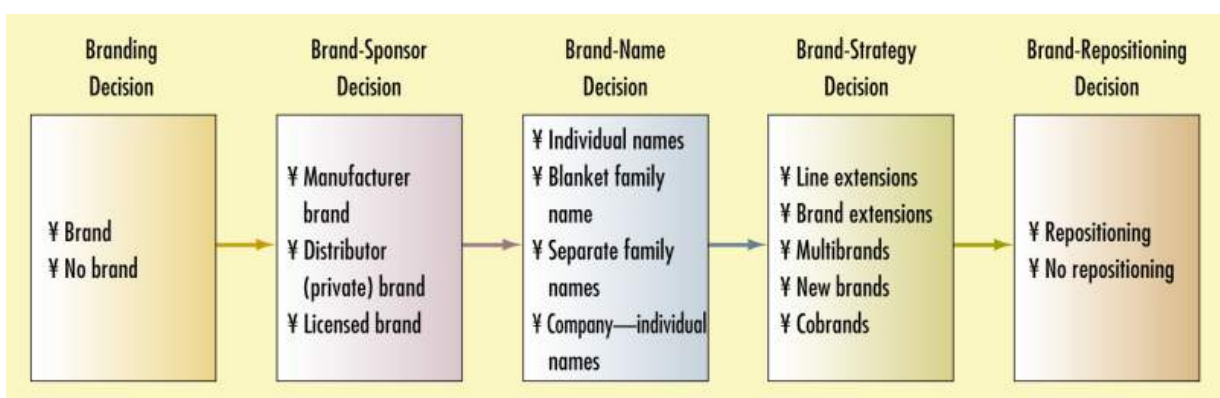 Branding
Decision
Brand-Sponsor
Decision
Brand-Name
Decision
Brand-Strategy
Decision
Brand-Repositioning
Decision
¥ Brand
¥ No brand
¥ Manufacturer
brand
¥ Distributor
(private) brand
¥ Licensed brand
¥ Individual names
¥ Blanket family
name
¥ Separate family
names
¥ Company—individual
names
¥ Line extensions
¥ Brand extensions
¥ Multibrands
¥ New brands
¥ Cobrands
¥ Repositioning
¥ No repositioning